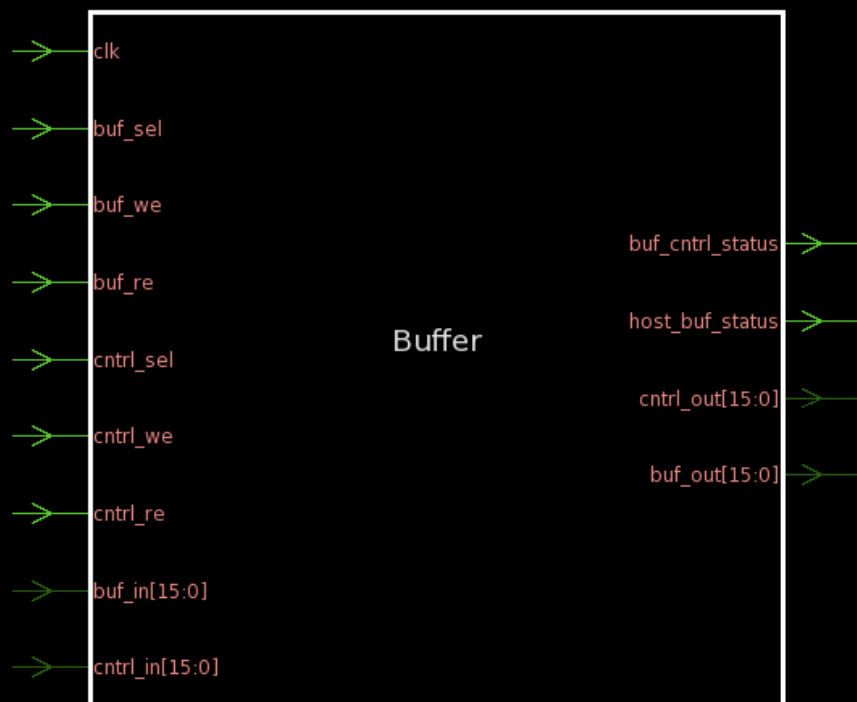 clk
buf_sel
buf_we
buf_re
cntrl_sel
cntrl_we
cntrl_re
buf_in[15:0]
cntrl_in[15:0]
Buffer
buf_cntrl_status
host_buf_status
cntrl_out[15:0]
buf_out[15:0]